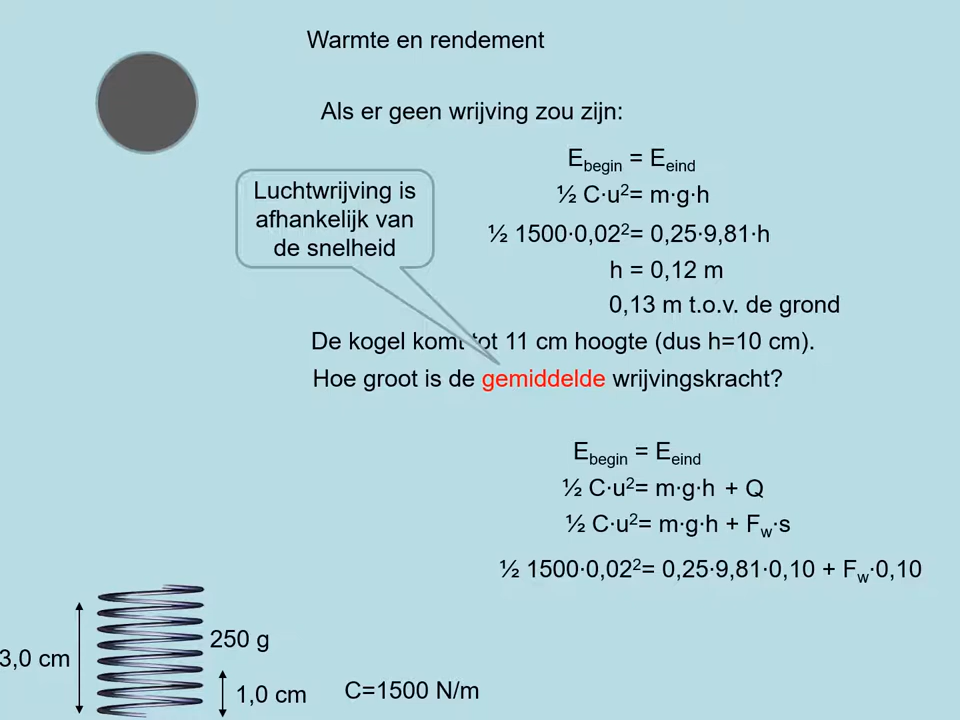 Warmte en rendement
Als er geen wrijving zou zijn:
E_begin = E_eind
½ C·u²= m·g·h
Luchtwrijving is
afhankelijk van
de snelheid
½ 1500·0,02²= 0,25·9,81·h
h = 0,12 m
0,13 m t.o.v. de grond
De kogel komt tot 11 cm hoogte (dus h=10 cm).
Hoe groot is de gemiddelde wrijvingskracht?
E_begin = E_eind
½ C·u²= m·g·h + Q
½ C·u²= m·g·h + F_w·s
½ 1500·0,02²= 0,25·9,81·0,10 + F_w·0,10
250 g
3,0 cm
1,0 cm
C=1500 N/m